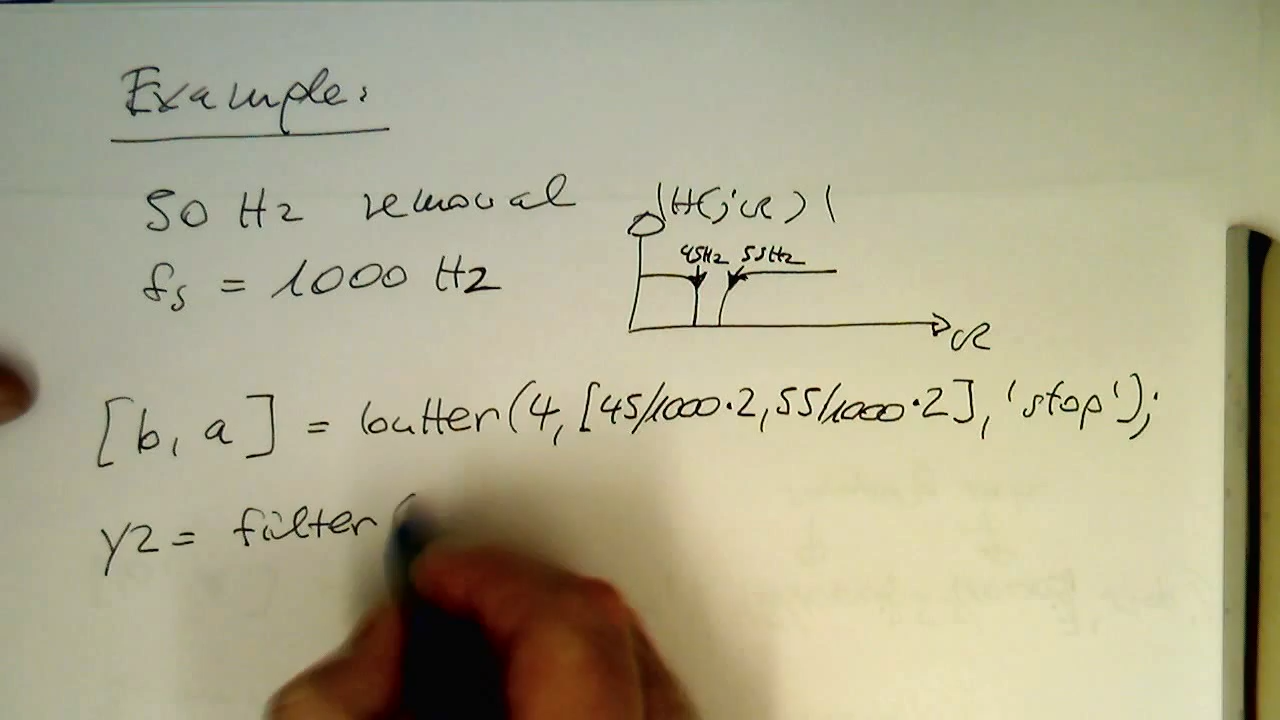 Example:
50 Hz removal
fs = 1000 Hz
|H(jΩ)|
45Hz 55Hz
Ω
[b, a] = butter(4, [45/1000·2, 55/1000·2], 'stop');
y2 = filter(